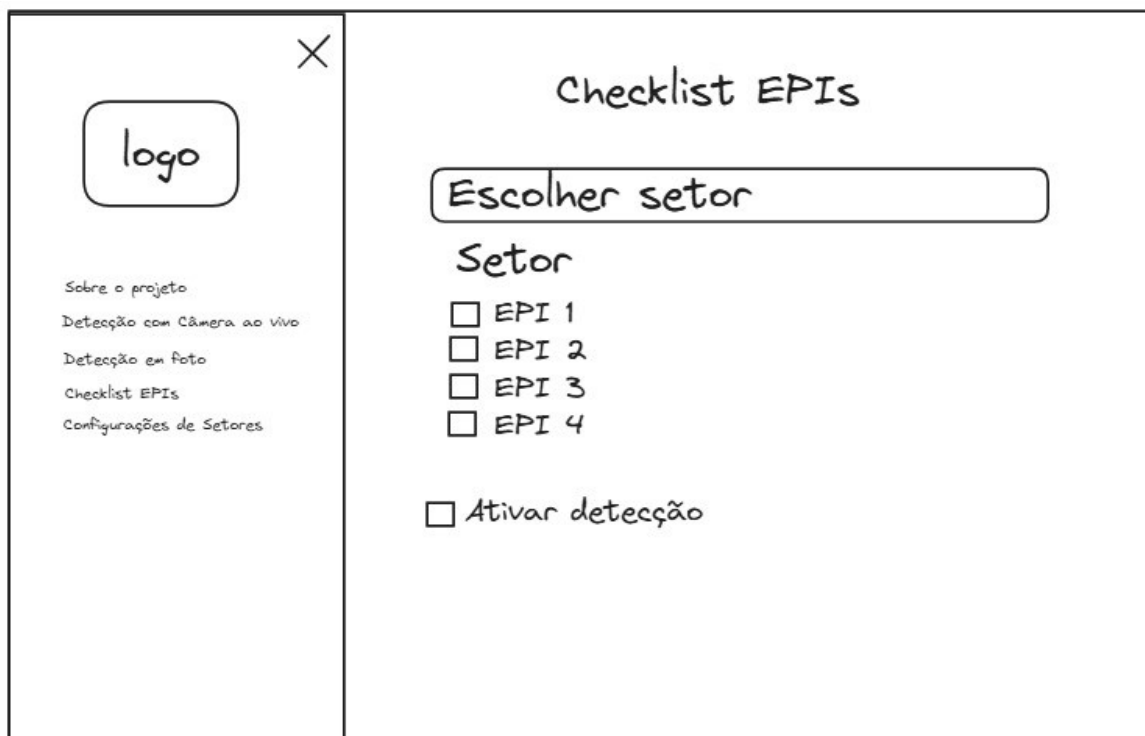 logo
Sobre o projeto
Detecção com Câmera ao vivo
Detecção em foto
Checklist EPIs
Configurações de Setores
Checklist EPIs
Escolher setor
Setor
EPI 1
EPI 2
EPI 3
EPI 4
Ativar detecção